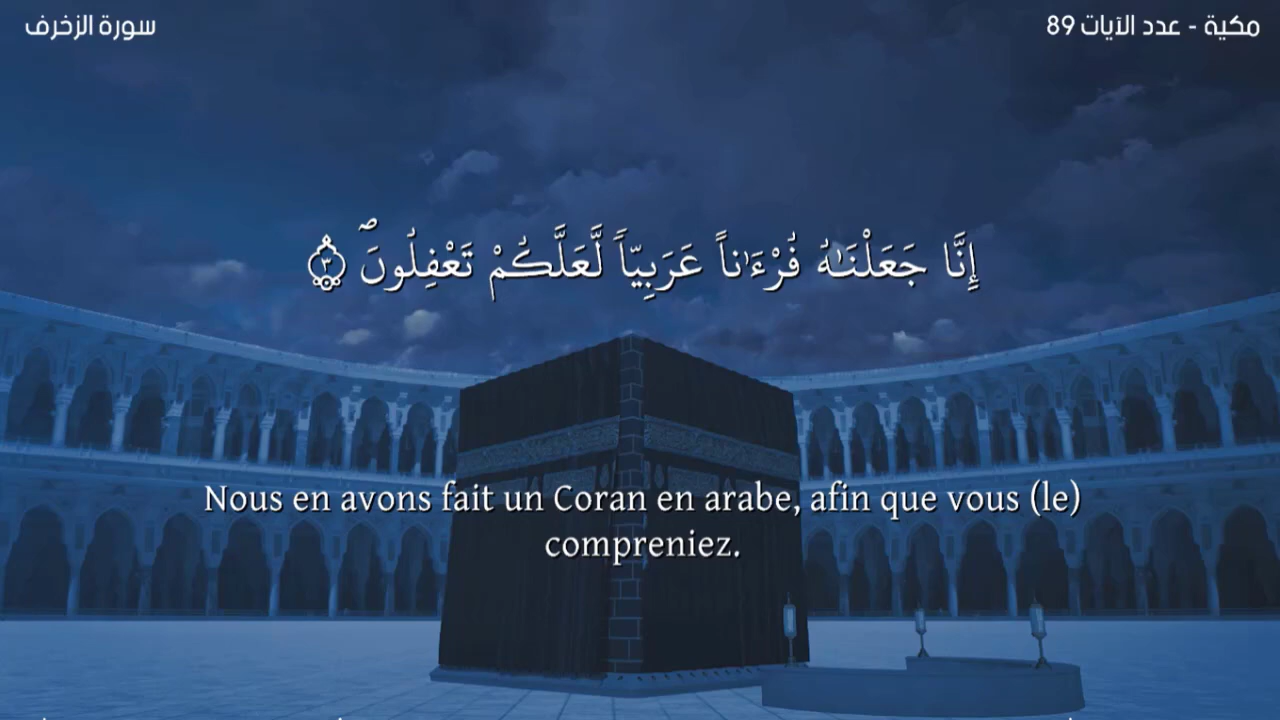 سورة الزخرف
مكية - عدد الآيات 89
إِنَّا جَعَلْنَٰهُ قُرْءَٰناً عَرَبِيّاً لَّعَلَّكُمْ تَعْقِلُونَۖ ٣
Nous en avons fait un Coran en arabe, afin que vous (le)
compreniez.